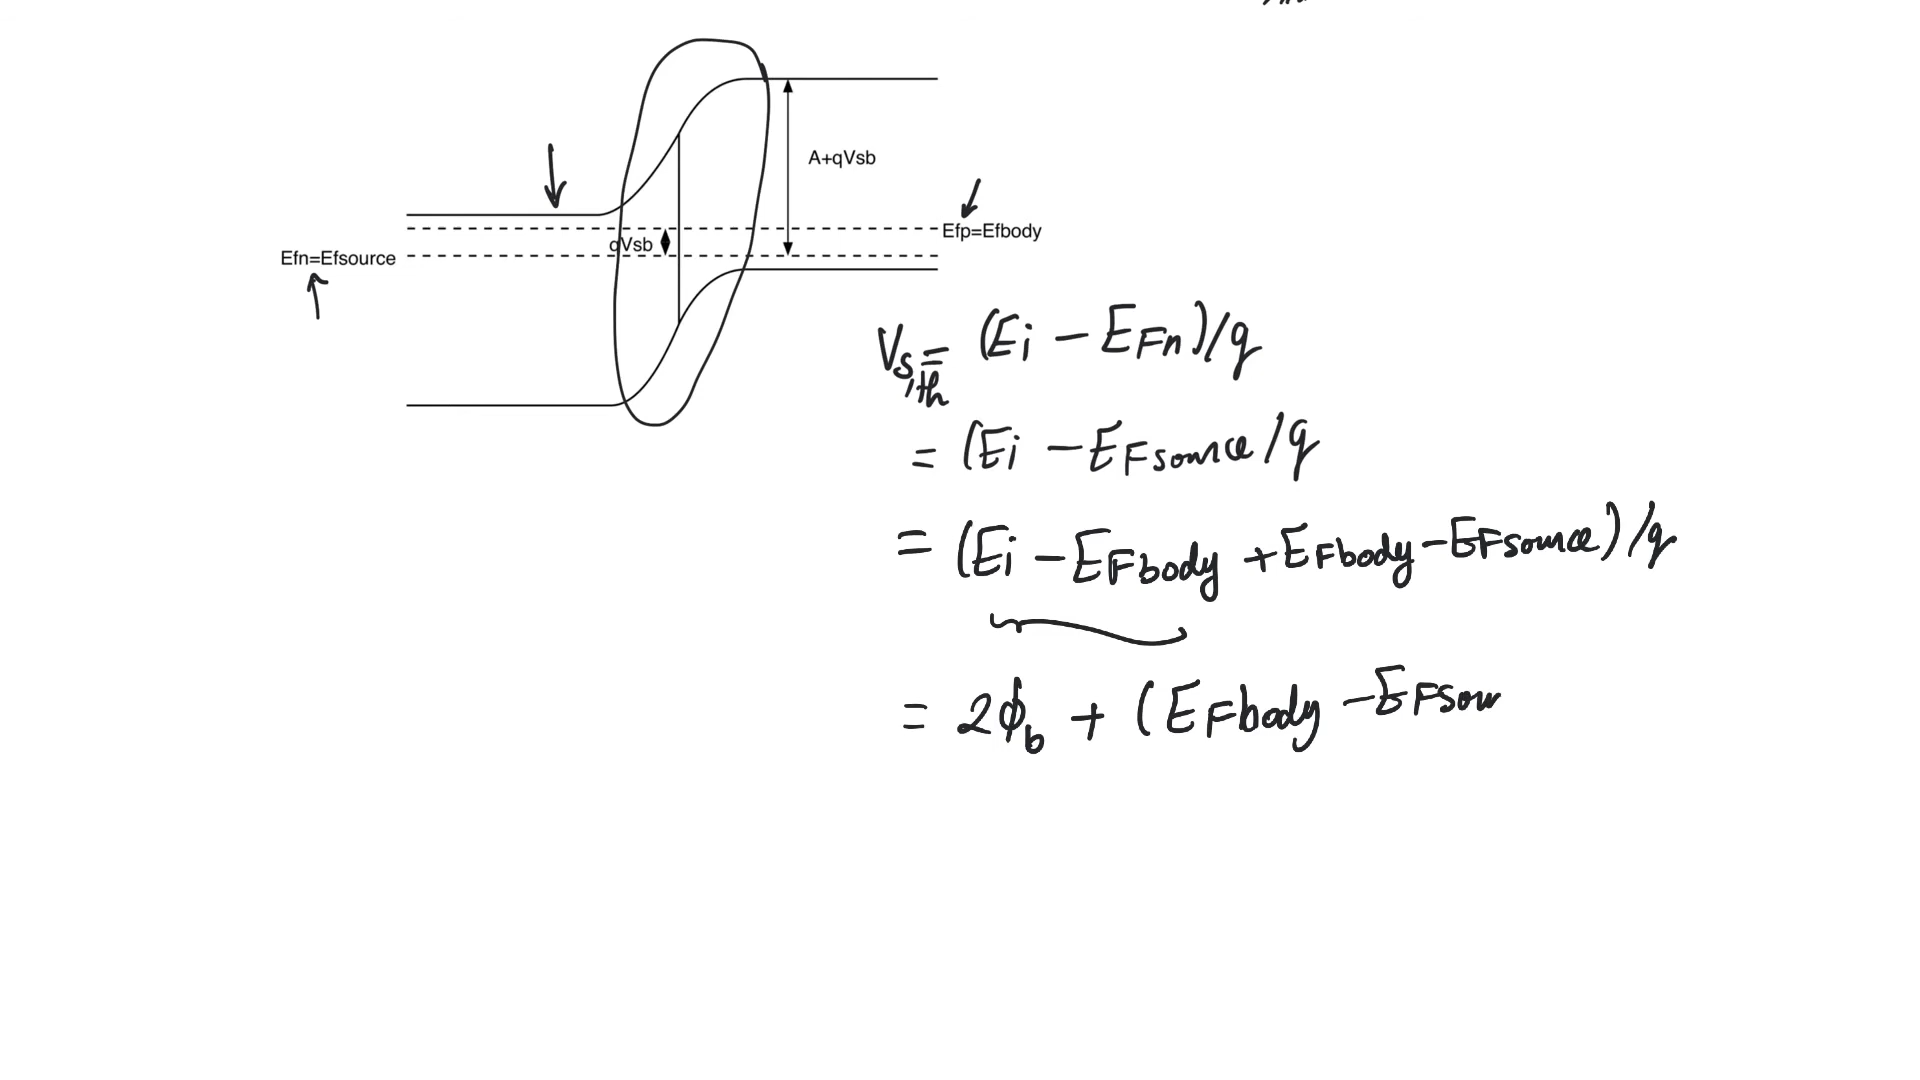 A+qVsb
Efp=Efbody
qVsb
Efn=Efsource
Vs,th = (Ei - EFn)/q
= (Ei - EFsource/q
= (Ei - EFbody + EFbody - EFsource)/q
= 2ϕb + (EFbody - EFsour